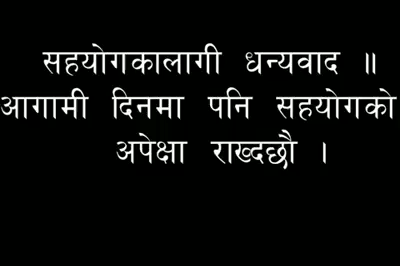 सहयोगकालागी धन्यवाद ॥
आगामी दिनमा पनि सहयोगको
अपेक्षा राख्दछौ ।